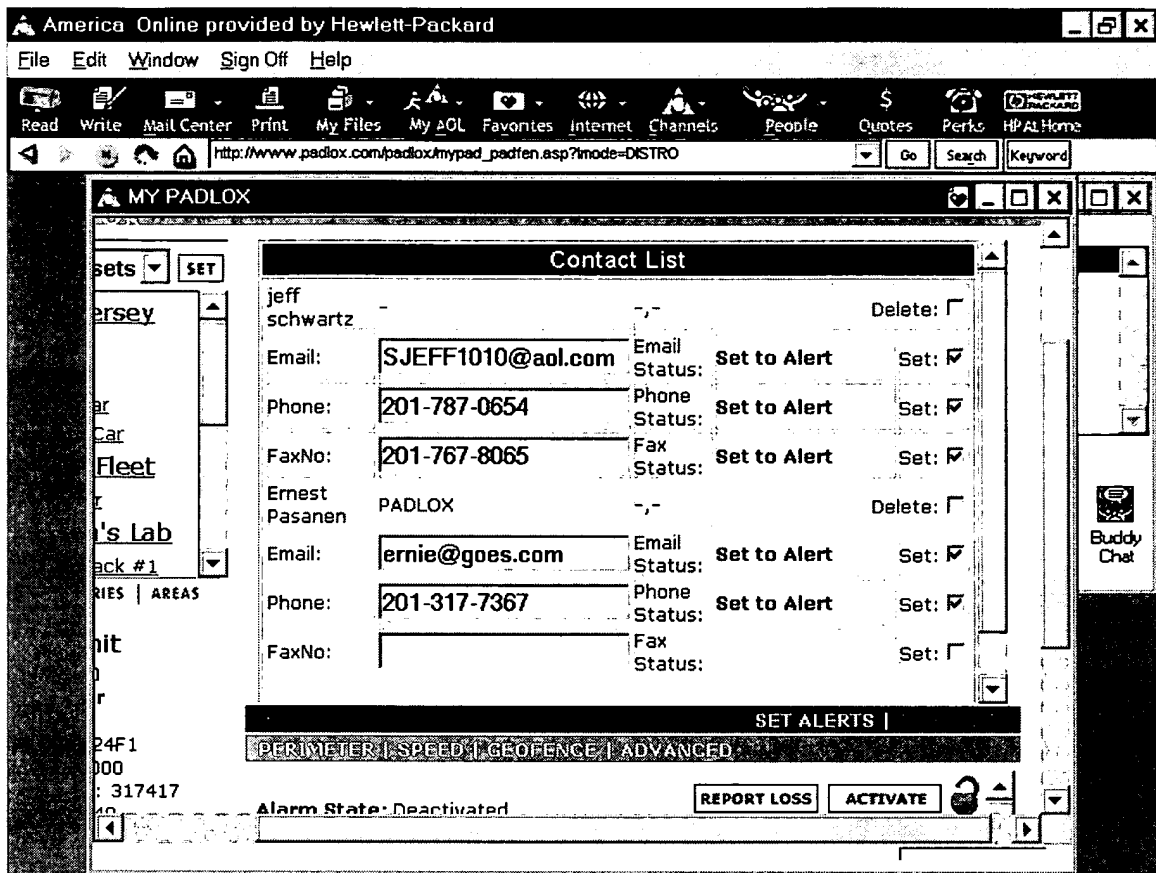 America Online provided by Hewlett-Packard
File Edit Window Sign Off Help
Read Write Mail Center Print My Files My AOL Favorites Internet Channels People Quotes Perks HP At Home
HEWLETT PACKARD
http://www.padlox.com/padlox/mypad_padfen.asp?imode=DISTRO Go Search Keyword
MY PADLOX
sets SET
ersey
ar
Car
Fleet
r
's Lab
ack #1
RIES | AREAS
nit
r
24F1
000
: 317417
Contact List
jeff schwartz - -,- Delete:
Email: SJEFF1010@aol.com Email Status: Set to Alert Set:
Phone: 201-787-0654 Phone Status: Set to Alert Set:
FaxNo: 201-767-8065 Fax Status: Set to Alert Set:
Ernest Pasanen PADLOX -,- Delete:
Email: ernie@goes.com Email Status: Set to Alert Set:
Phone: 201-317-7367 Phone Status: Set to Alert Set:
FaxNo: Fax Status: Set:
SET ALERTS |
PERIMETER | SPEED | GEOFENCE | ADVANCED
Alarm State: Deactivated REPORT LOSS ACTIVATE
Buddy Chat